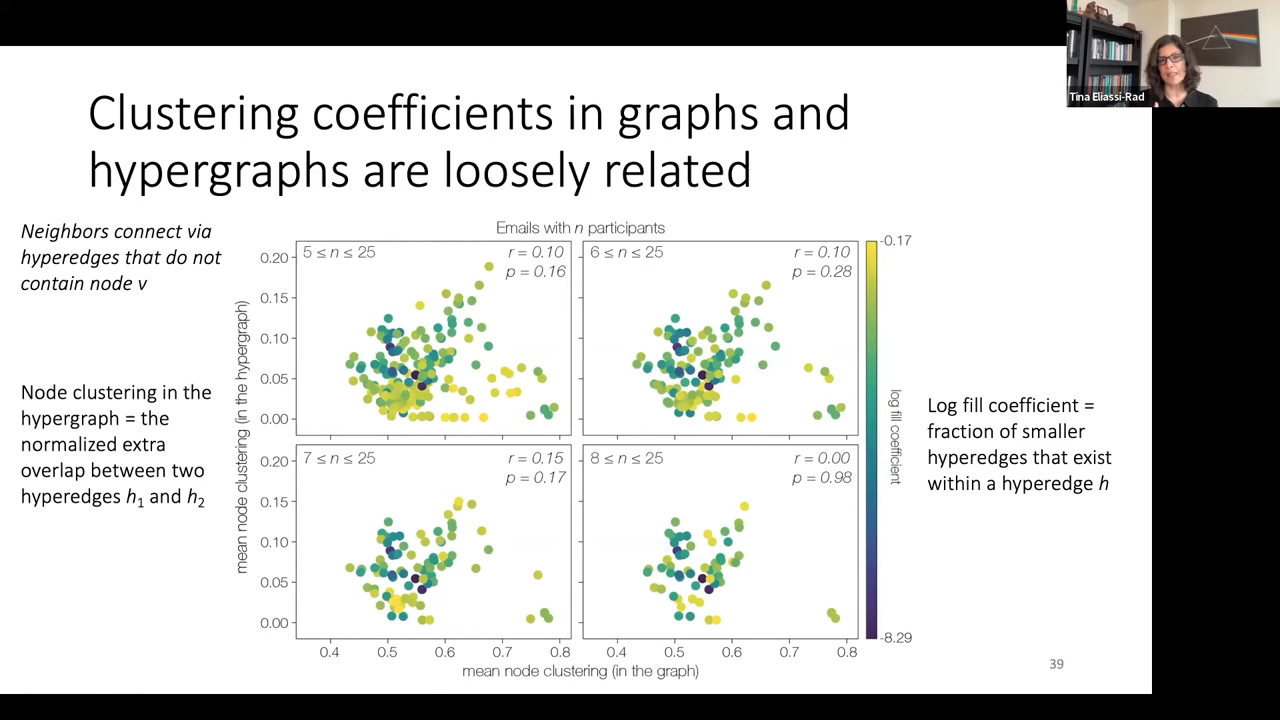 Tina Eliassi-Rad
Clustering coefficients in graphs and
hypergraphs are loosely related
Neighbors connect via
hyperedges that do not
contain node v
Node clustering in the
hypergraph = the
normalized extra
overlap between two
hyperedges h₁ and h₂
Emails with n participants
5 ≤ n ≤ 25
r = 0.10
p = 0.16
6 ≤ n ≤ 25
r = 0.10
p = 0.28
7 ≤ n ≤ 25
r = 0.15
p = 0.17
8 ≤ n ≤ 25
r = 0.00
p = 0.98
mean node clustering (in the hypergraph)
0.20
0.15
0.10
0.05
0.00
0.20
0.15
0.10
0.05
0.00
0.4 0.5 0.6 0.7 0.8 0.4 0.5 0.6 0.7 0.8
mean node clustering (in the graph)
-0.17
log fill coefficient
-8.29
Log fill coefficient =
fraction of smaller
hyperedges that exist
within a hyperedge h
39